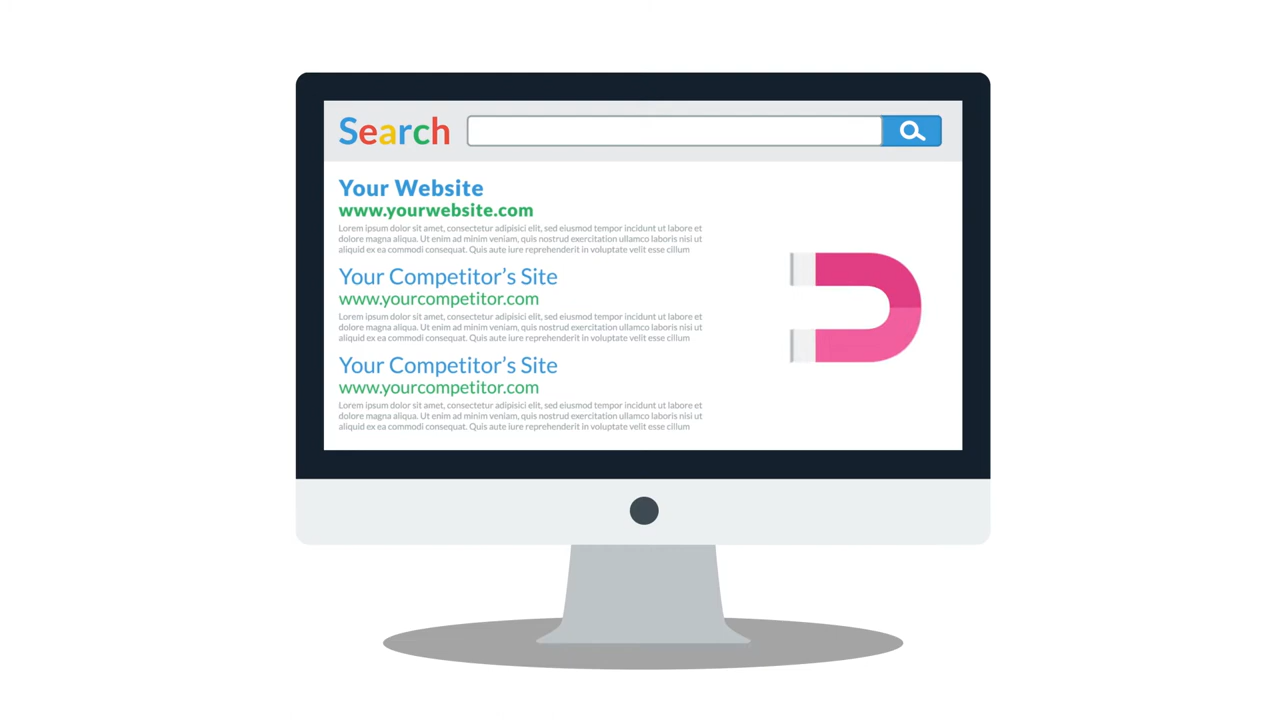 Search
Your Website
www.yourwebsite.com
Lorem ipsum dolor sit amet, consectetur adipisici elit, sed eiusmod tempor incidunt ut labore et
dolore magna aliqua. Ut enim ad minim veniam, quis nostrud exercitation ullamco laboris nisi ut
aliquid ex ea commodi consequat. Quis aute iure reprehenderit in voluptate velit esse cillum
Your Competitor’s Site
www.yourcompetitor.com
Lorem ipsum dolor sit amet, consectetur adipisici elit, sed eiusmod tempor incidunt ut labore et
dolore magna aliqua. Ut enim ad minim veniam, quis nostrud exercitation ullamco laboris nisi ut
aliquid ex ea commodi consequat. Quis aute iure reprehenderit in voluptate velit esse cillum
Your Competitor’s Site
www.yourcompetitor.com
Lorem ipsum dolor sit amet, consectetur adipisici elit, sed eiusmod tempor incidunt ut labore et
dolore magna aliqua. Ut enim ad minim veniam, quis nostrud exercitation ullamco laboris nisi ut
aliquid ex ea commodi consequat. Quis aute iure reprehenderit in voluptate velit esse cillum